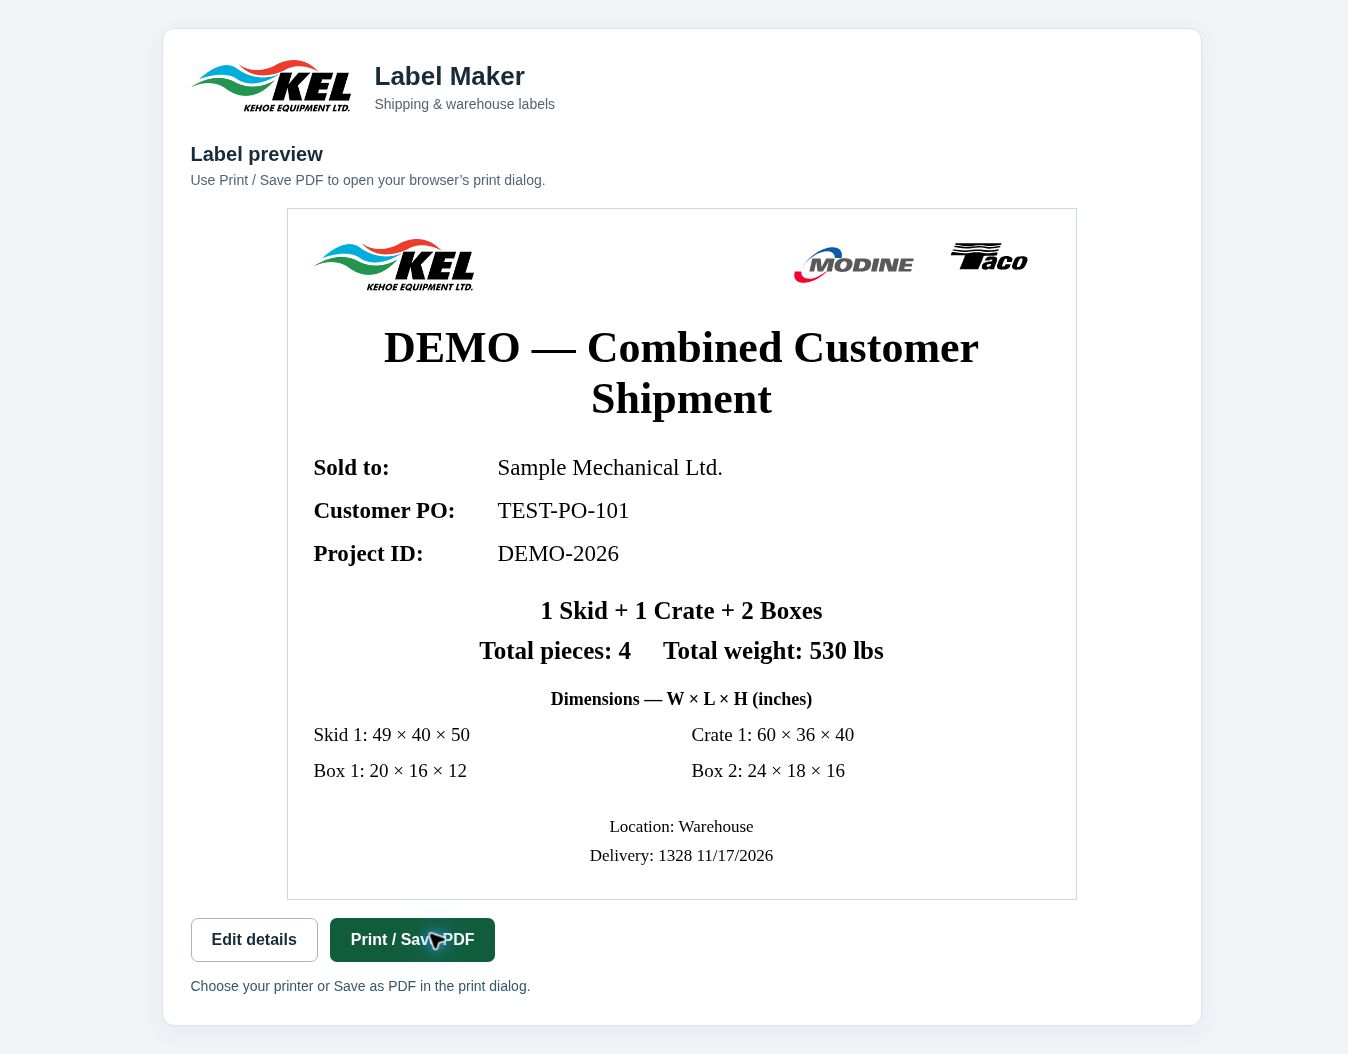 KEL
KEHOE EQUIPMENT LTD.
Label Maker
Shipping & warehouse labels
Label preview
Use Print / Save PDF to open your browser’s print dialog.
KEL
KEHOE EQUIPMENT LTD.
MODINE
Taco
DEMO — Combined Customer
Shipment
Sold to: Sample Mechanical Ltd.
Customer PO: TEST-PO-101
Project ID: DEMO-2026
1 Skid + 1 Crate + 2 Boxes
Total pieces: 4 Total weight: 530 lbs
Dimensions — W × L × H (inches)
Skid 1: 49 × 40 × 50 Crate 1: 60 × 36 × 40
Box 1: 20 × 16 × 12 Box 2: 24 × 18 × 16
Location: Warehouse
Delivery: 1328 11/17/2026
Edit details Print / Save PDF
Choose your printer or Save as PDF in the print dialog.